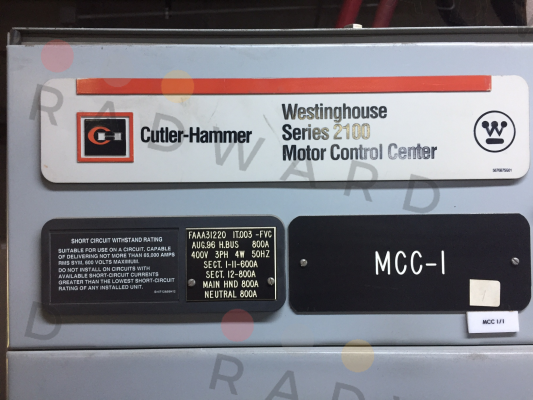 Cutler-Hammer
Westinghouse
Series 2100
Motor Control Center
W
SHORT CIRCUIT WITHSTAND RATING
SUITABLE FOR USE ON A CIRCUIT, CAPABLE
OF DELIVERING NOT MORE THAN 65,000 AMPS
RMS SYM, 600 VOLTS MAXIMUM.
DO NOT INSTALL ON CIRCUITS WITH
AVAILABLE SHORT-CIRCUIT CURRENTS
GREATER THAN THE LOWEST SHORT-CIRCUIT
RATING OF ANY INSTALLED UNIT.
FAAA31220 IT.003 -FVC
AUG.96 H.BUS 800A
400V 3PH 4W 50HZ
SECT. 1-11-600A
SECT. 12-800A
MAIN HND 800A
NEUTRAL 800A
MCC-1
MCC 1/1
RADWARD
RAD